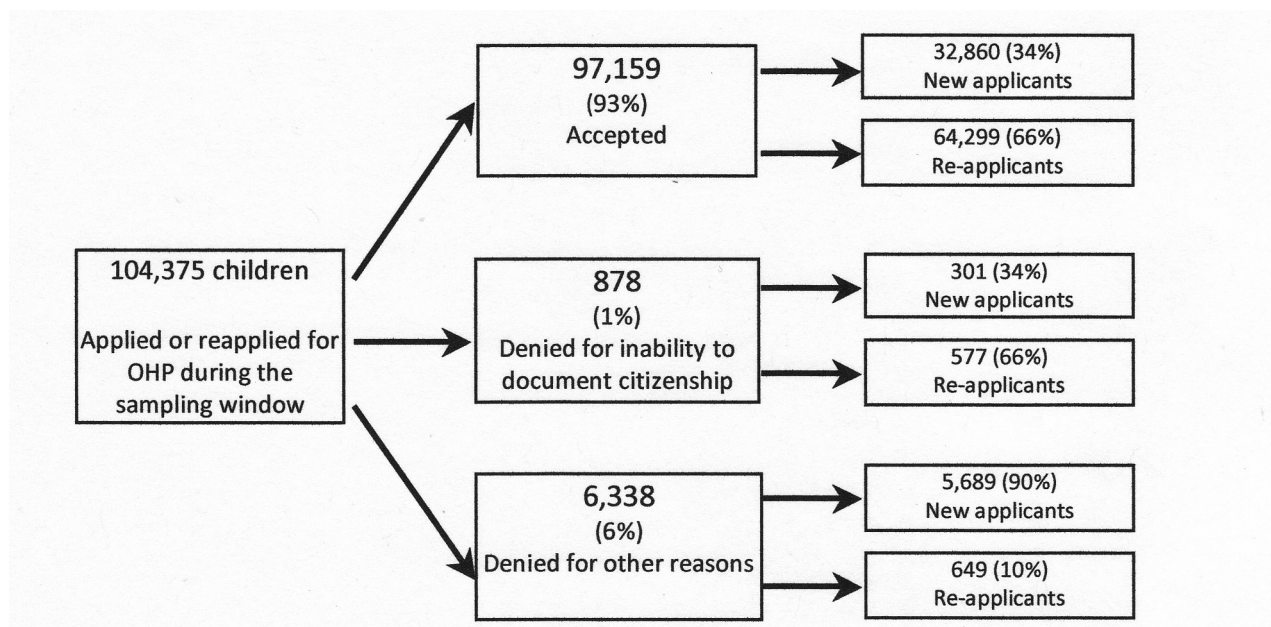 104,375 children
Applied or reapplied for
OHP during the
sampling window
97,159
(93%)
Accepted
32,860 (34%)
New applicants
64,299 (66%)
Re-applicants
878
(1%)
Denied for inability to
document citizenship
301 (34%)
New applicants
577 (66%)
Re-applicants
6,338
(6%)
Denied for other reasons
5,689 (90%)
New applicants
649 (10%)
Re-applicants